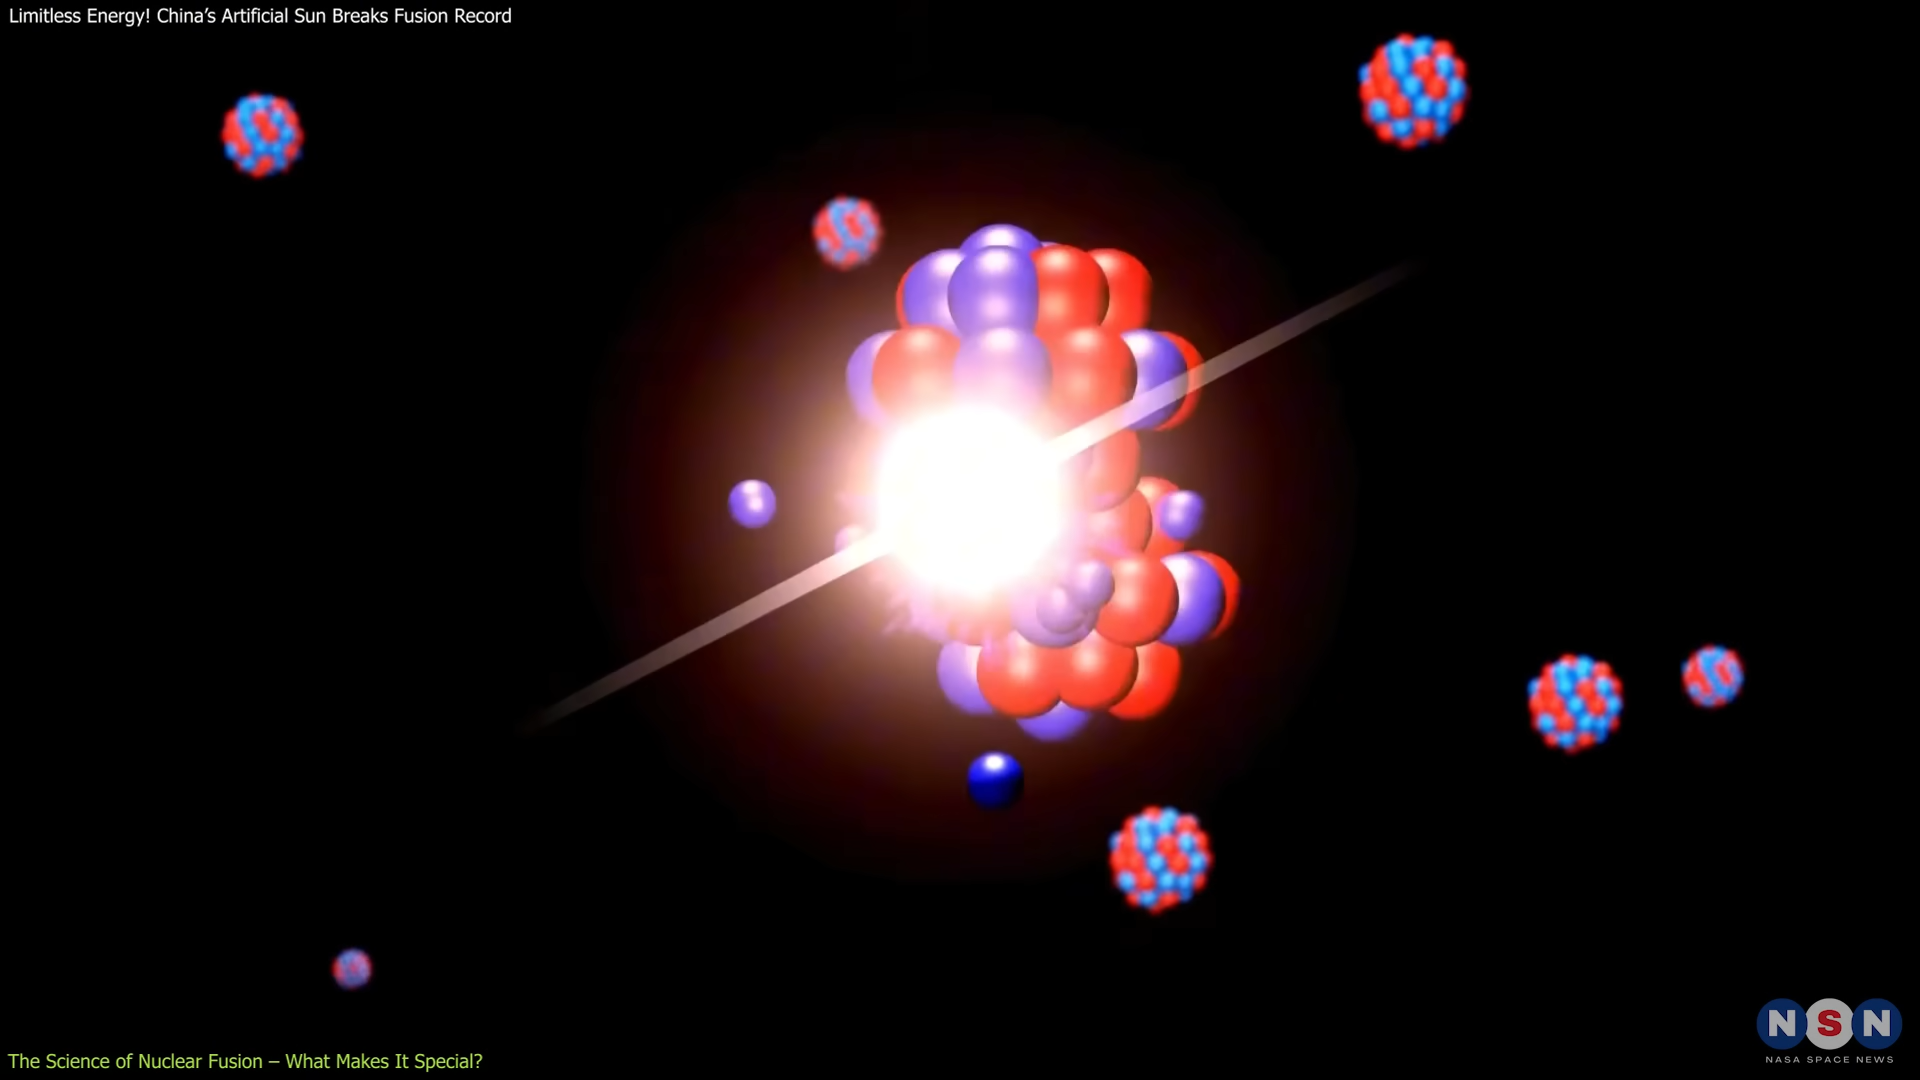 Limitless Energy! China’s Artificial Sun Breaks Fusion Record
The Science of Nuclear Fusion – What Makes It Special?
NSN
NASA SPACE NEWS